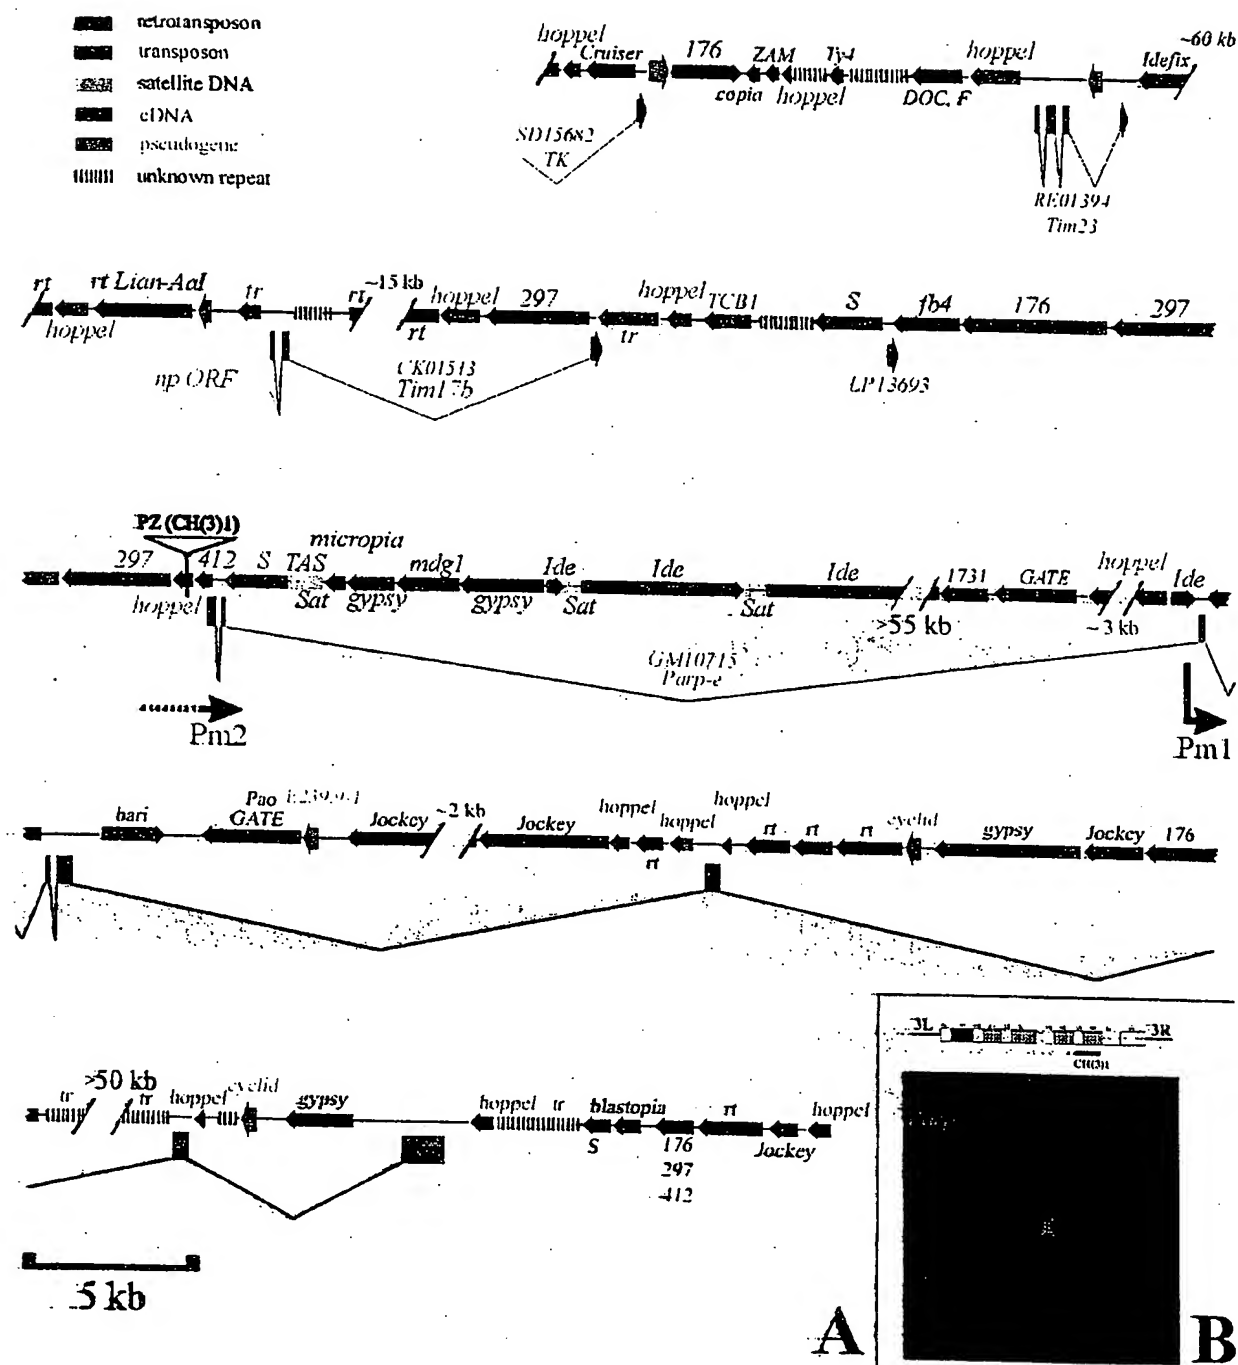 retrotansposon
transposon
satellite DNA
cDNA
pseudogene
unknown repeat
hoppel Cruiser 176 ZAM Ty4 hoppel Idefix ~60 kb
copia hoppel DOC, F
SD15682
TK
RE01394
Tim23
rt rt Lian-AaI tr rt ~15 kb hoppel 297 hoppel TCB1 S fb4 176 297
hoppel rt tr
np ORF
CK01513
Tim17b
LP13693
PZ (CH(3)1)
297 412 S TAS micropia mdg1 Ide Ide Ide 1731 GATE hoppel Ide
hoppel Sat gypsy gypsy Sat Sat >55 kb ~3 kb
GM10715
Parp-e
Pm2
Pm1
bari Pao
GATE Jockey ~2 kb Jockey hoppel hoppel hoppel rt rt rt cyclid gypsy Jockey 176
rt
tr >50 kb tr hoppel cyclid gypsy hoppel tr blastopia rt hoppel
S 176 Jockey
297
412
5 kb
A
3L 3R
B